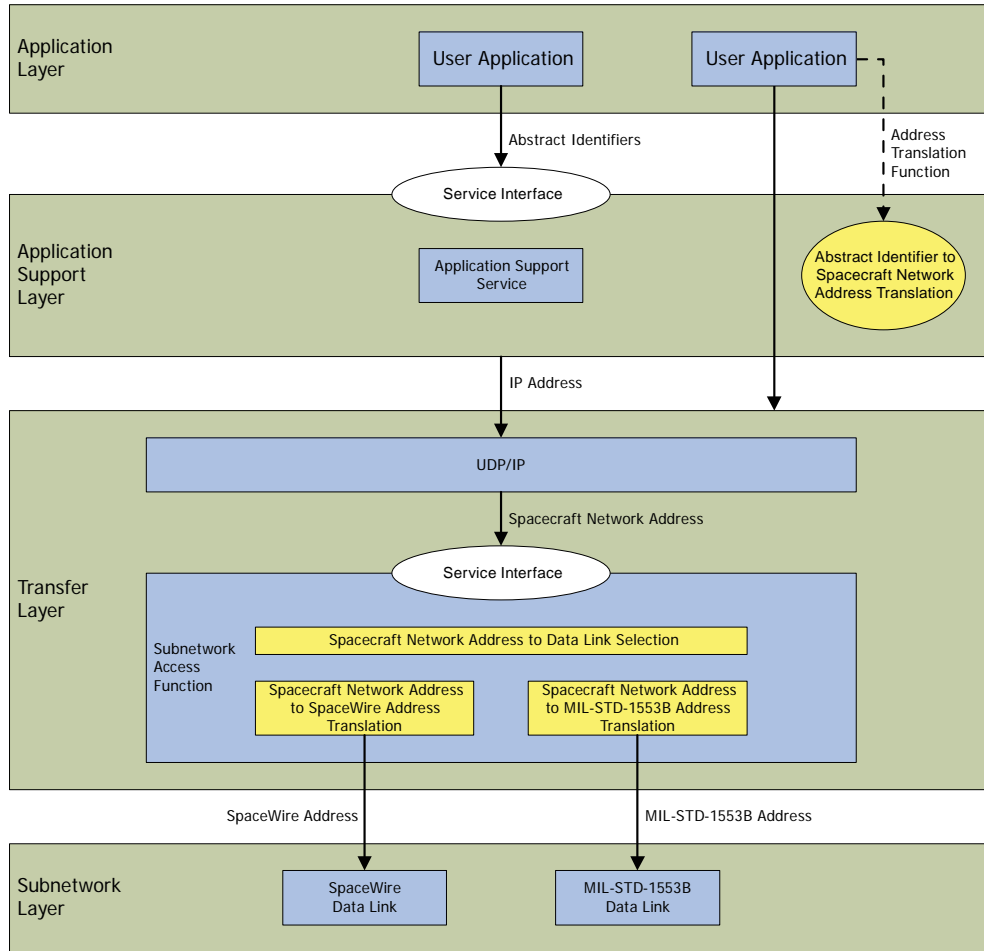 Application
Layer
User Application
User Application
Abstract Identifiers
Address
Translation
Function
Service Interface
Application
Support
Layer
Application Support
Service
Abstract Identifier to
Spacecraft Network
Address Translation
IP Address
UDP/IP
Spacecraft Network Address
Service Interface
Transfer
Layer
Subnetwork
Access
Function
Spacecraft Network Address to Data Link Selection
Spacecraft Network Address
to SpaceWire Address
Translation
Spacecraft Network Address
to MIL-STD-1553B Address
Translation
SpaceWire Address
MIL-STD-1553B Address
Subnetwork
Layer
SpaceWire
Data Link
MIL-STD-1553B
Data Link